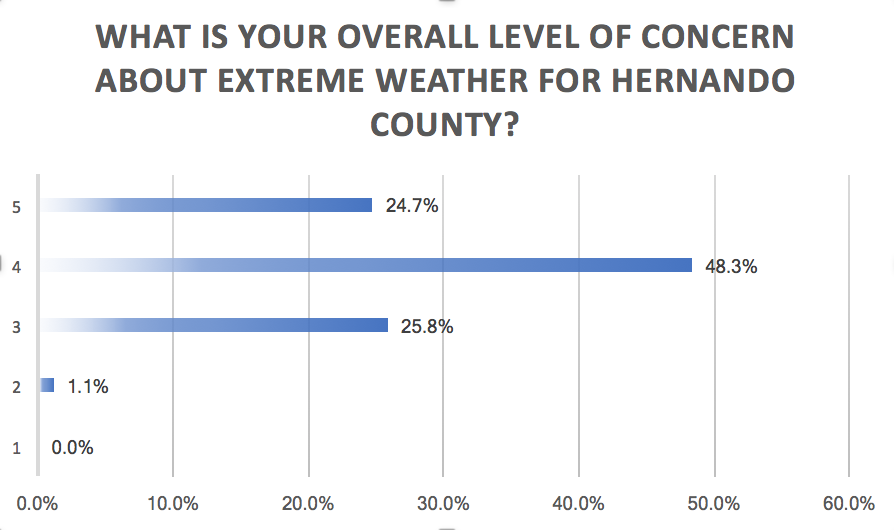 WHAT IS YOUR OVERALL LEVEL OF CONCERN
ABOUT EXTREME WEATHER FOR HERNANDO
COUNTY?
5 24.7%
4 48.3%
3 25.8%
2 1.1%
1 0.0%
0.0% 10.0% 20.0% 30.0% 40.0% 50.0% 60.0%